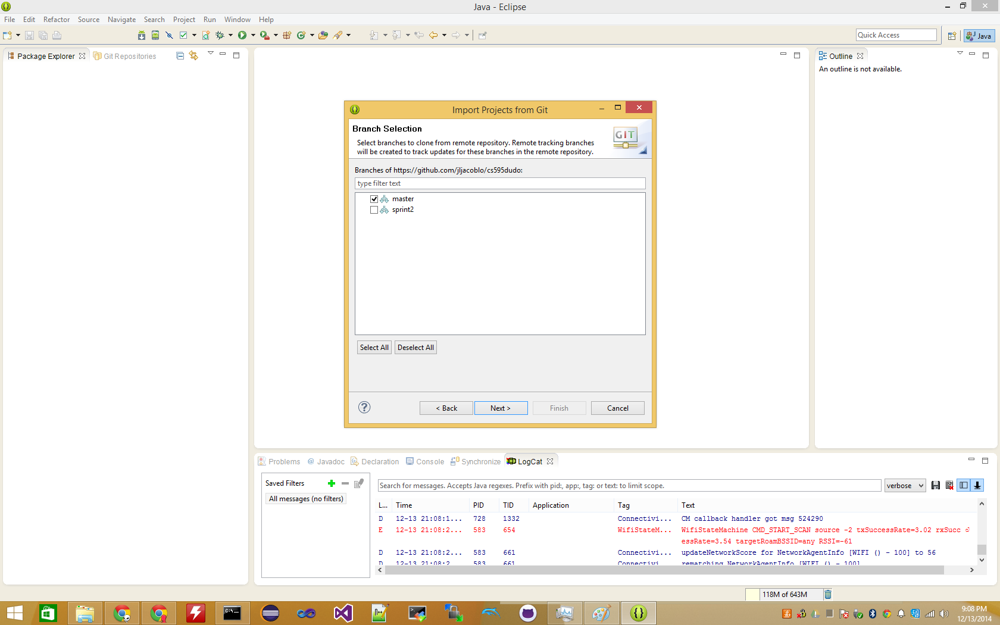 Java - Eclipse
File Edit Refactor Source Navigate Search Project Run Window Help
Quick Access
Java
Package Explorer
Git Repositories
Outline
An outline is not available.
Import Projects from Git
Branch Selection
Select branches to clone from remote repository. Remote tracking branches
will be created to track updates for these branches in the remote repository.
GIT
Branches of https://github.com/jljacoblo/cs595dudo:
type filter text
master
sprint2
Select All
Deselect All
< Back
Next >
Finish
Cancel
Problems
@ Javadoc
Declaration
Console
Synchronize
LogCat
Saved Filters
All messages (no filters)
Search for messages. Accepts Java regexes. Prefix with pid:, app:, tag: or text: to limit scope.
verbose
L... Time PID TID Application Tag Text
D 12-13 21:08:1... 728 1332 Connectivi... CM callback handler got msg 524290
E 12-13 21:08:2... 583 654 WifiStateM... WifiStateMachine CMD_START_SCAN source -2 txSuccessRate=3.02 rxSucc
essRate=3.54 targetRoamBSSID=any RSSI=-61
D 12-13 21:08:2... 583 661 Connectivi... updateNetworkScore for NetworkAgentInfo [WIFI () - 100] to 56
D 12-13 21:08:2 583 661 Connectivi rematching NetworkAgentInfo [WIFI () - 100]
118M of 643M
9:08 PM
12/13/2014